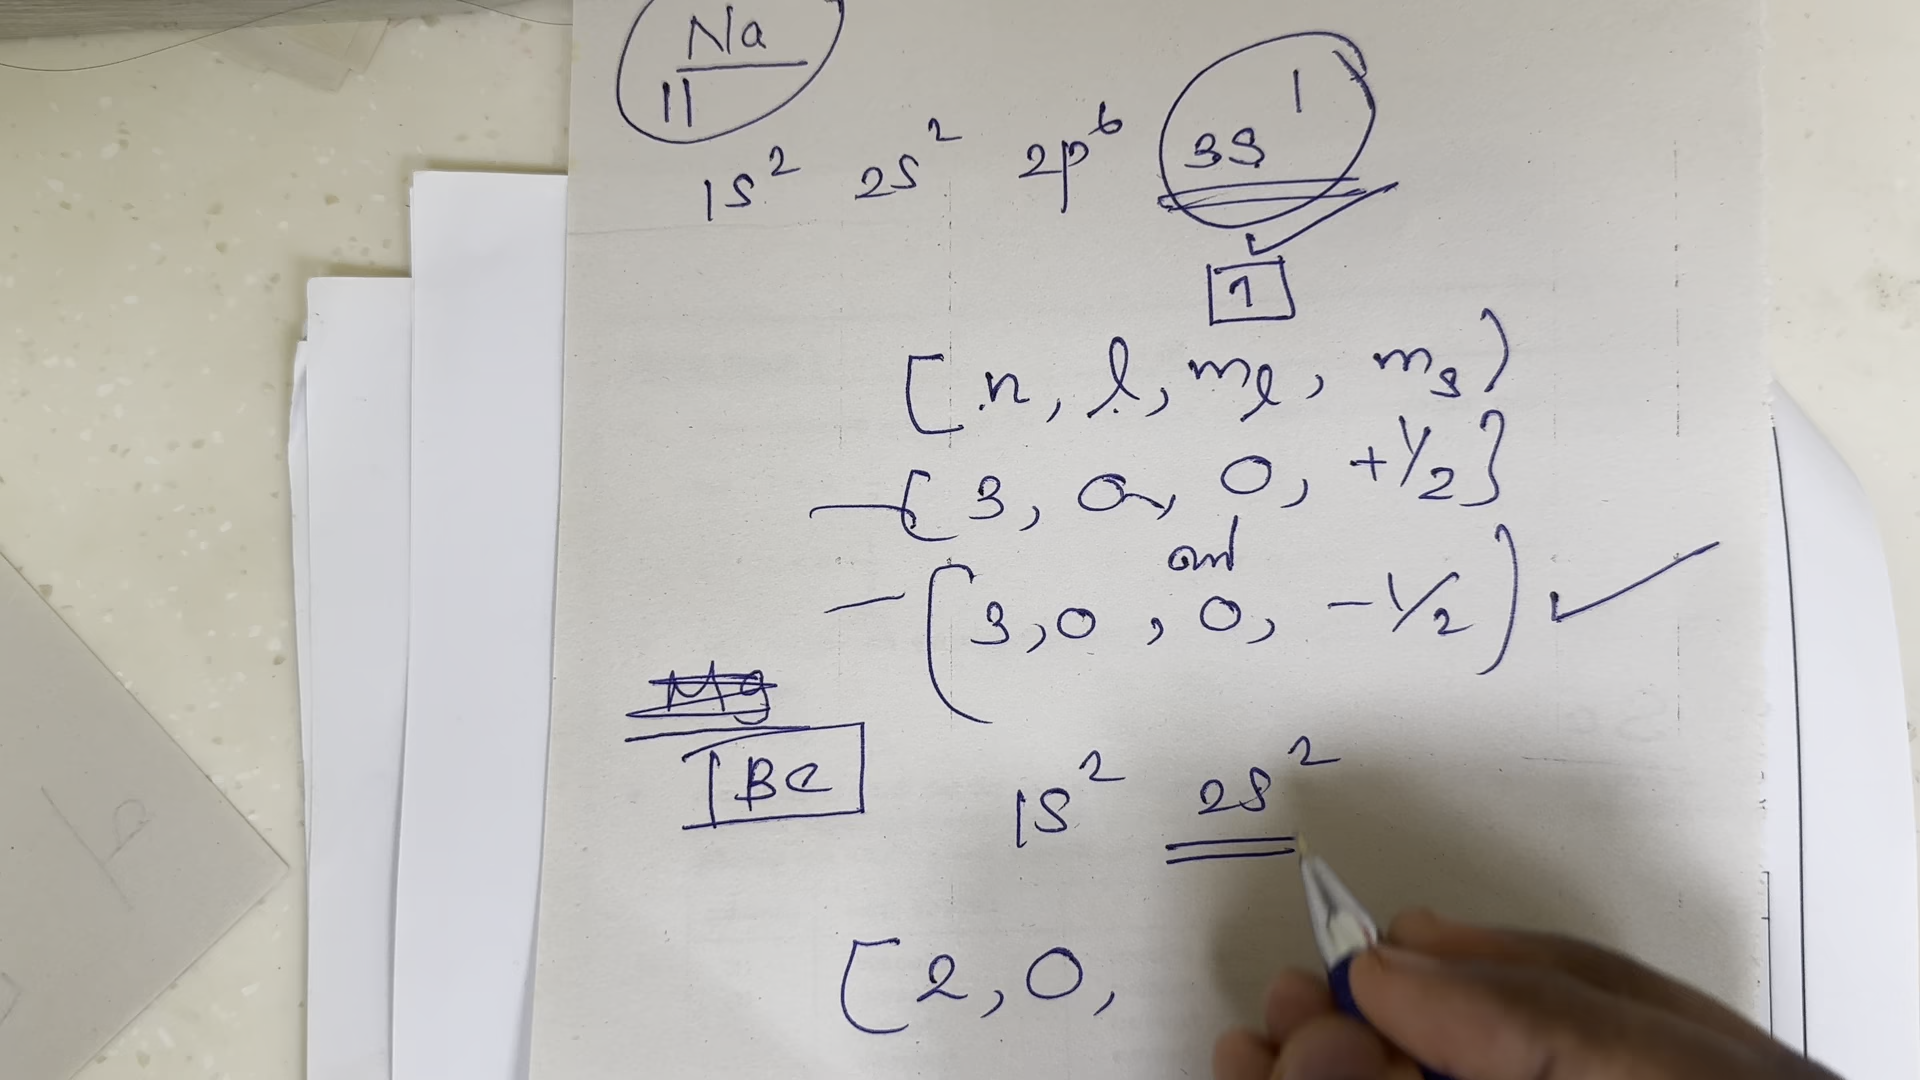 Na
11
1s² 2s² 2p⁶ 3s¹
1
[n, l, mₗ, mₛ)
[3, 0, 0, +1/2}
and
(3, 0, 0, -1/2)
Mg
Be 1s² 2s²
[2, 0,